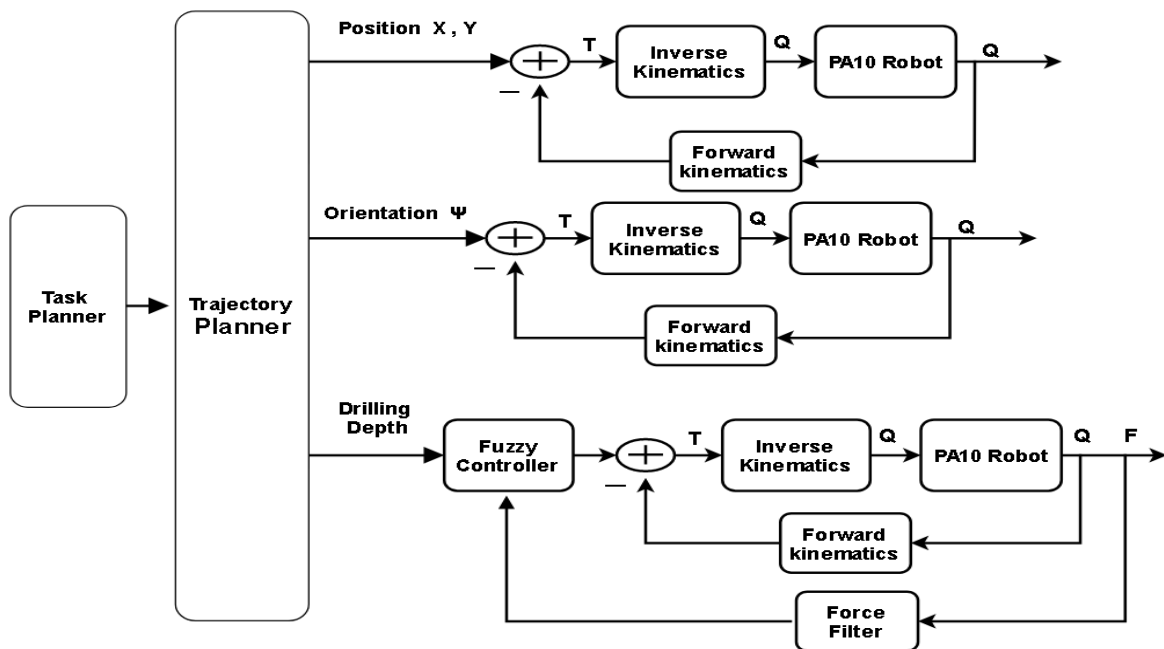 Position X , Y
T
Inverse
Kinematics
Q
PA10 Robot
Q
—
Forward
kinematics
Orientation Ψ
T
Inverse
Kinematics
Q
PA10 Robot
Q
—
Forward
kinematics
Task
Planner
Trajectory
Planner
Drilling
Depth
Fuzzy
Controller
T
Inverse
Kinematics
Q
PA10 Robot
Q
F
—
Forward
kinematics
Force
Filter